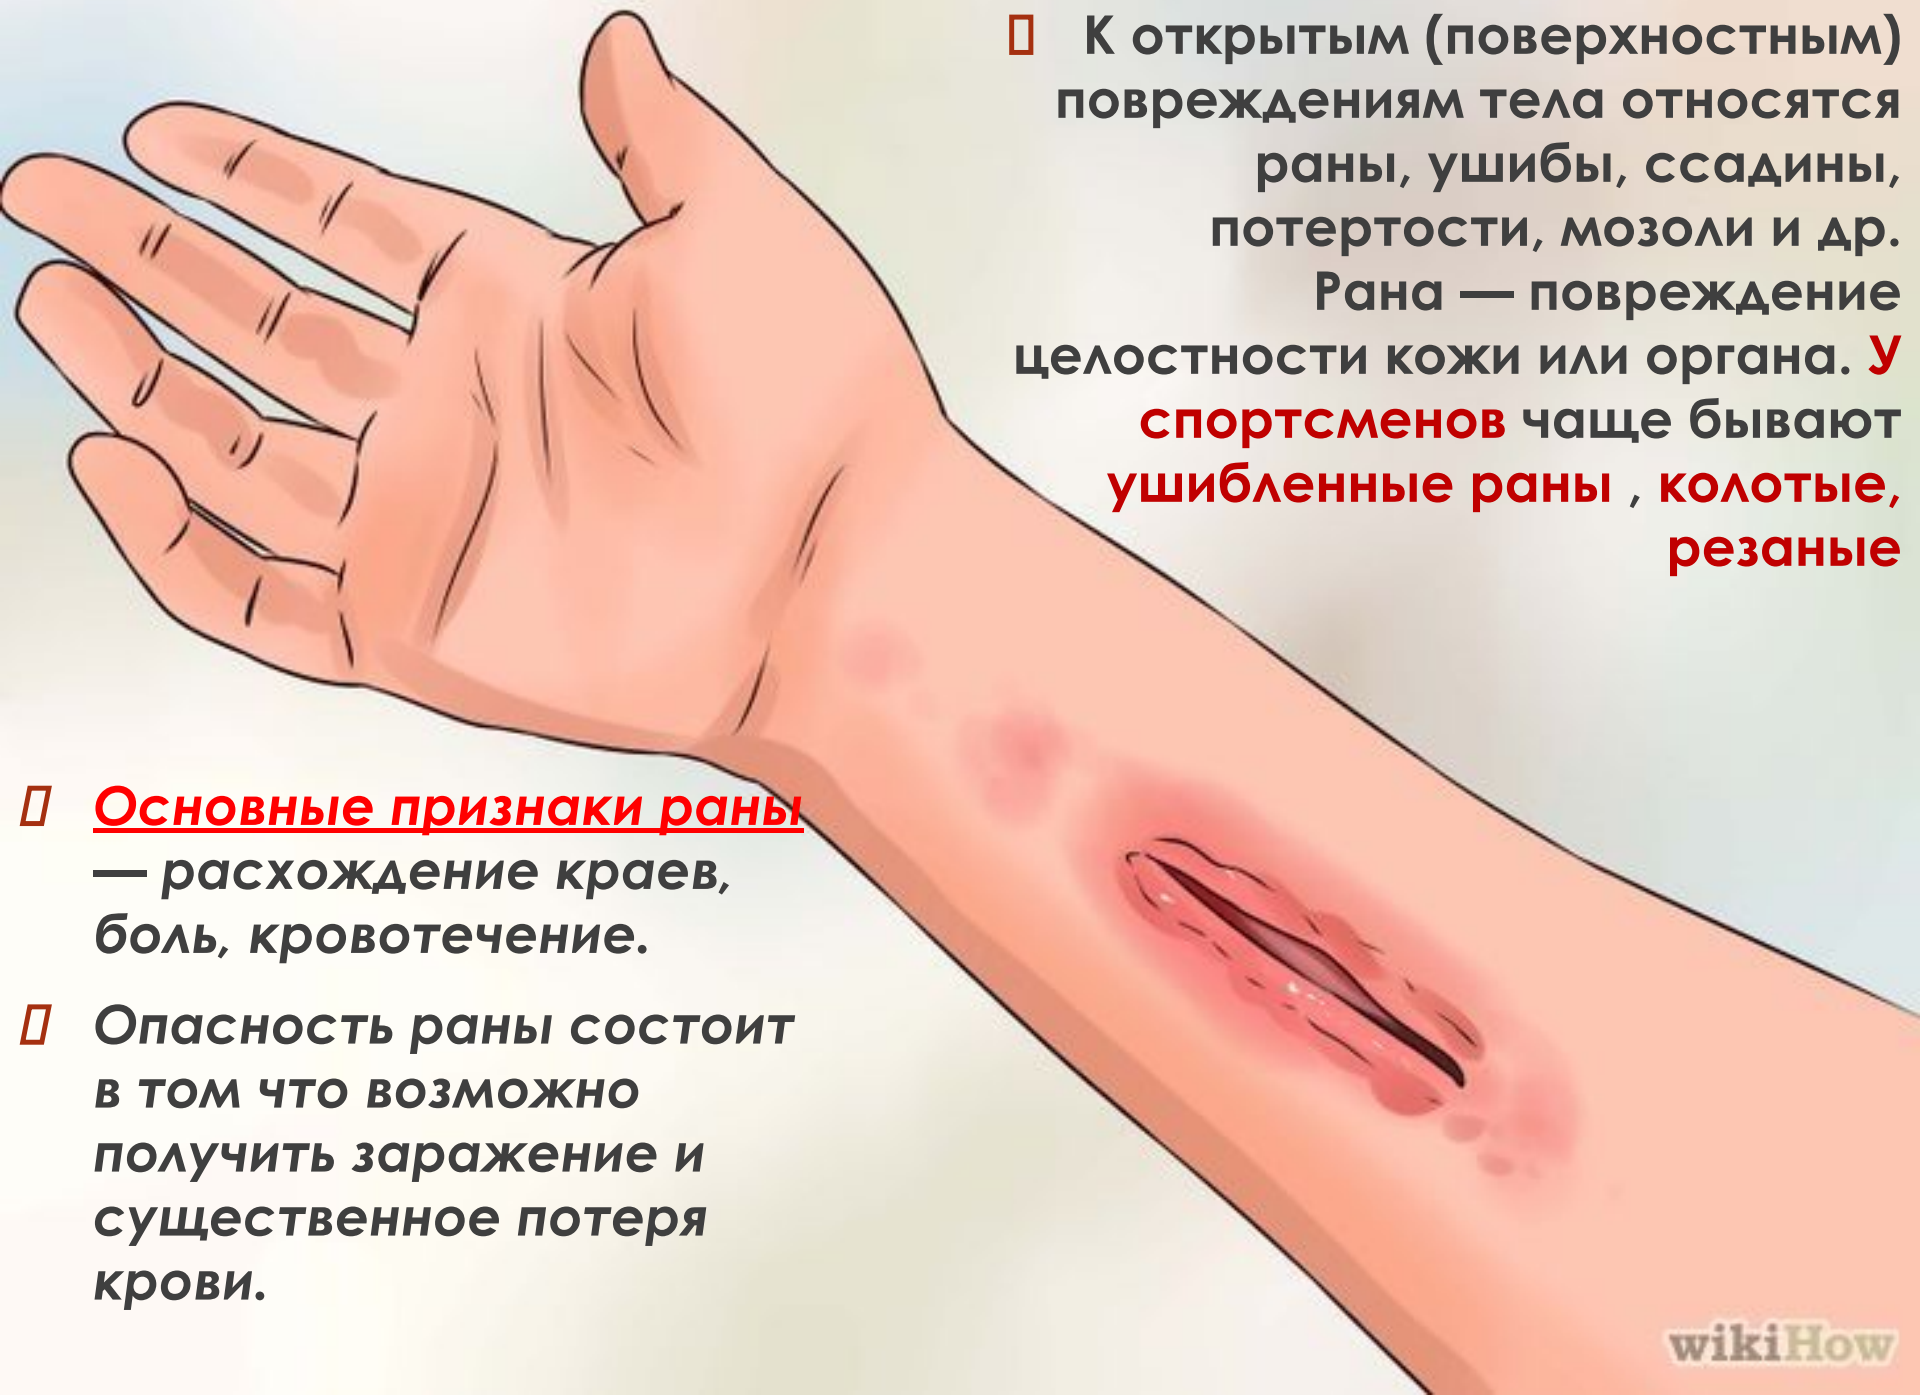 К открытым (поверхностным)
повреждениям тела относятся
раны, ушибы, ссадины,
потертости, мозоли и др.
Рана — повреждение
целостности кожи или органа. У
спортсменов чаще бывают
ушибленные раны , колотые,
резаные
Основные признаки раны
— расхождение краев,
боль, кровотечение.
Опасность раны состоит
в том что возможно
получить заражение и
существенное потеря
крови.
wikiHow